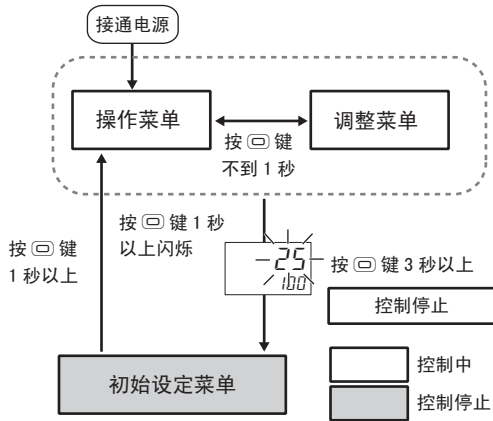 接通电源
操作菜单
调整菜单
按 键
不到 1 秒
按 键 1 秒
以上闪烁
按 键
1 秒以上
25
100
按 键 3 秒以上
控制停止
初始设定菜单
控制中
控制停止